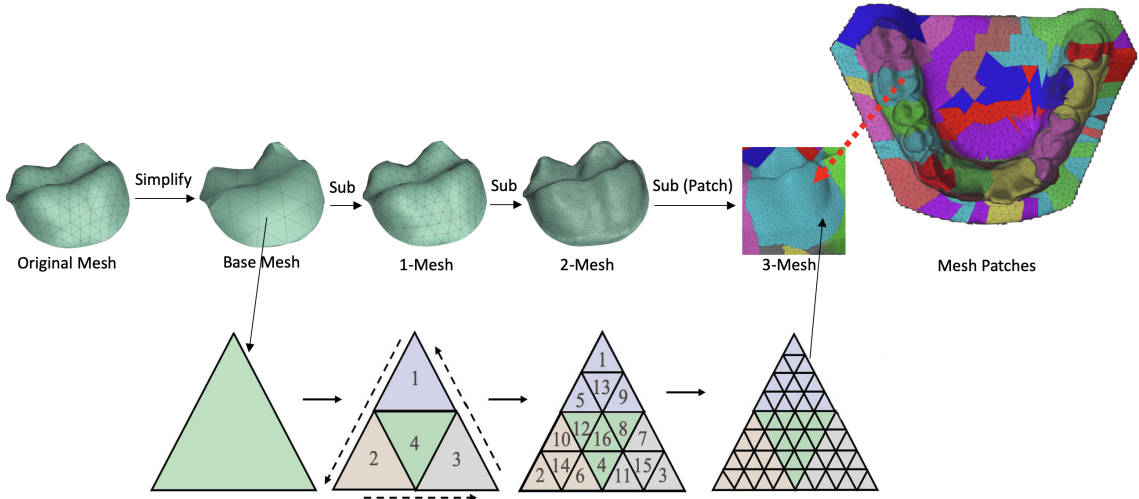 Simplify
Sub
Sub
Sub (Patch)
Original Mesh
Base Mesh
1-Mesh
2-Mesh
3-Mesh
Mesh Patches
1
4
2
3
1
13
5
9
12
8
10
16
7
14
4
15
2
6
11
3